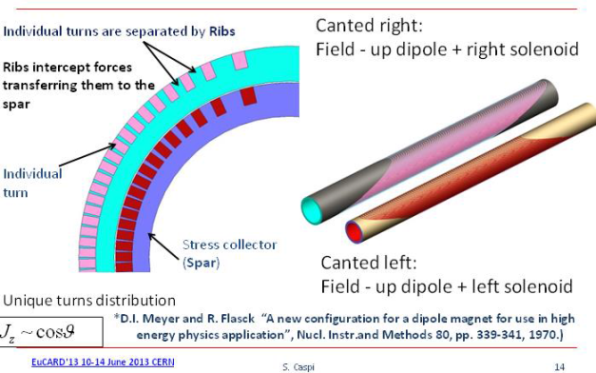 Individual turns are separated by Ribs
Ribs intercept forces
transferring them to the
spar
Individual
turn
Stress collector
(Spar)
Unique turns distribution
J_z ~ cosϑ
Canted right:
Field - up dipole + right solenoid
Canted left:
Field - up dipole + left solenoid
*D.I. Meyer and R. Flasck “A new configuration for a dipole magnet for use in high
energy physics application”, Nucl. Instr.and Methods 80, pp. 339-341, 1970.)
EuCARD'13 10-14 June 2013 CERN
S. Caspi
14